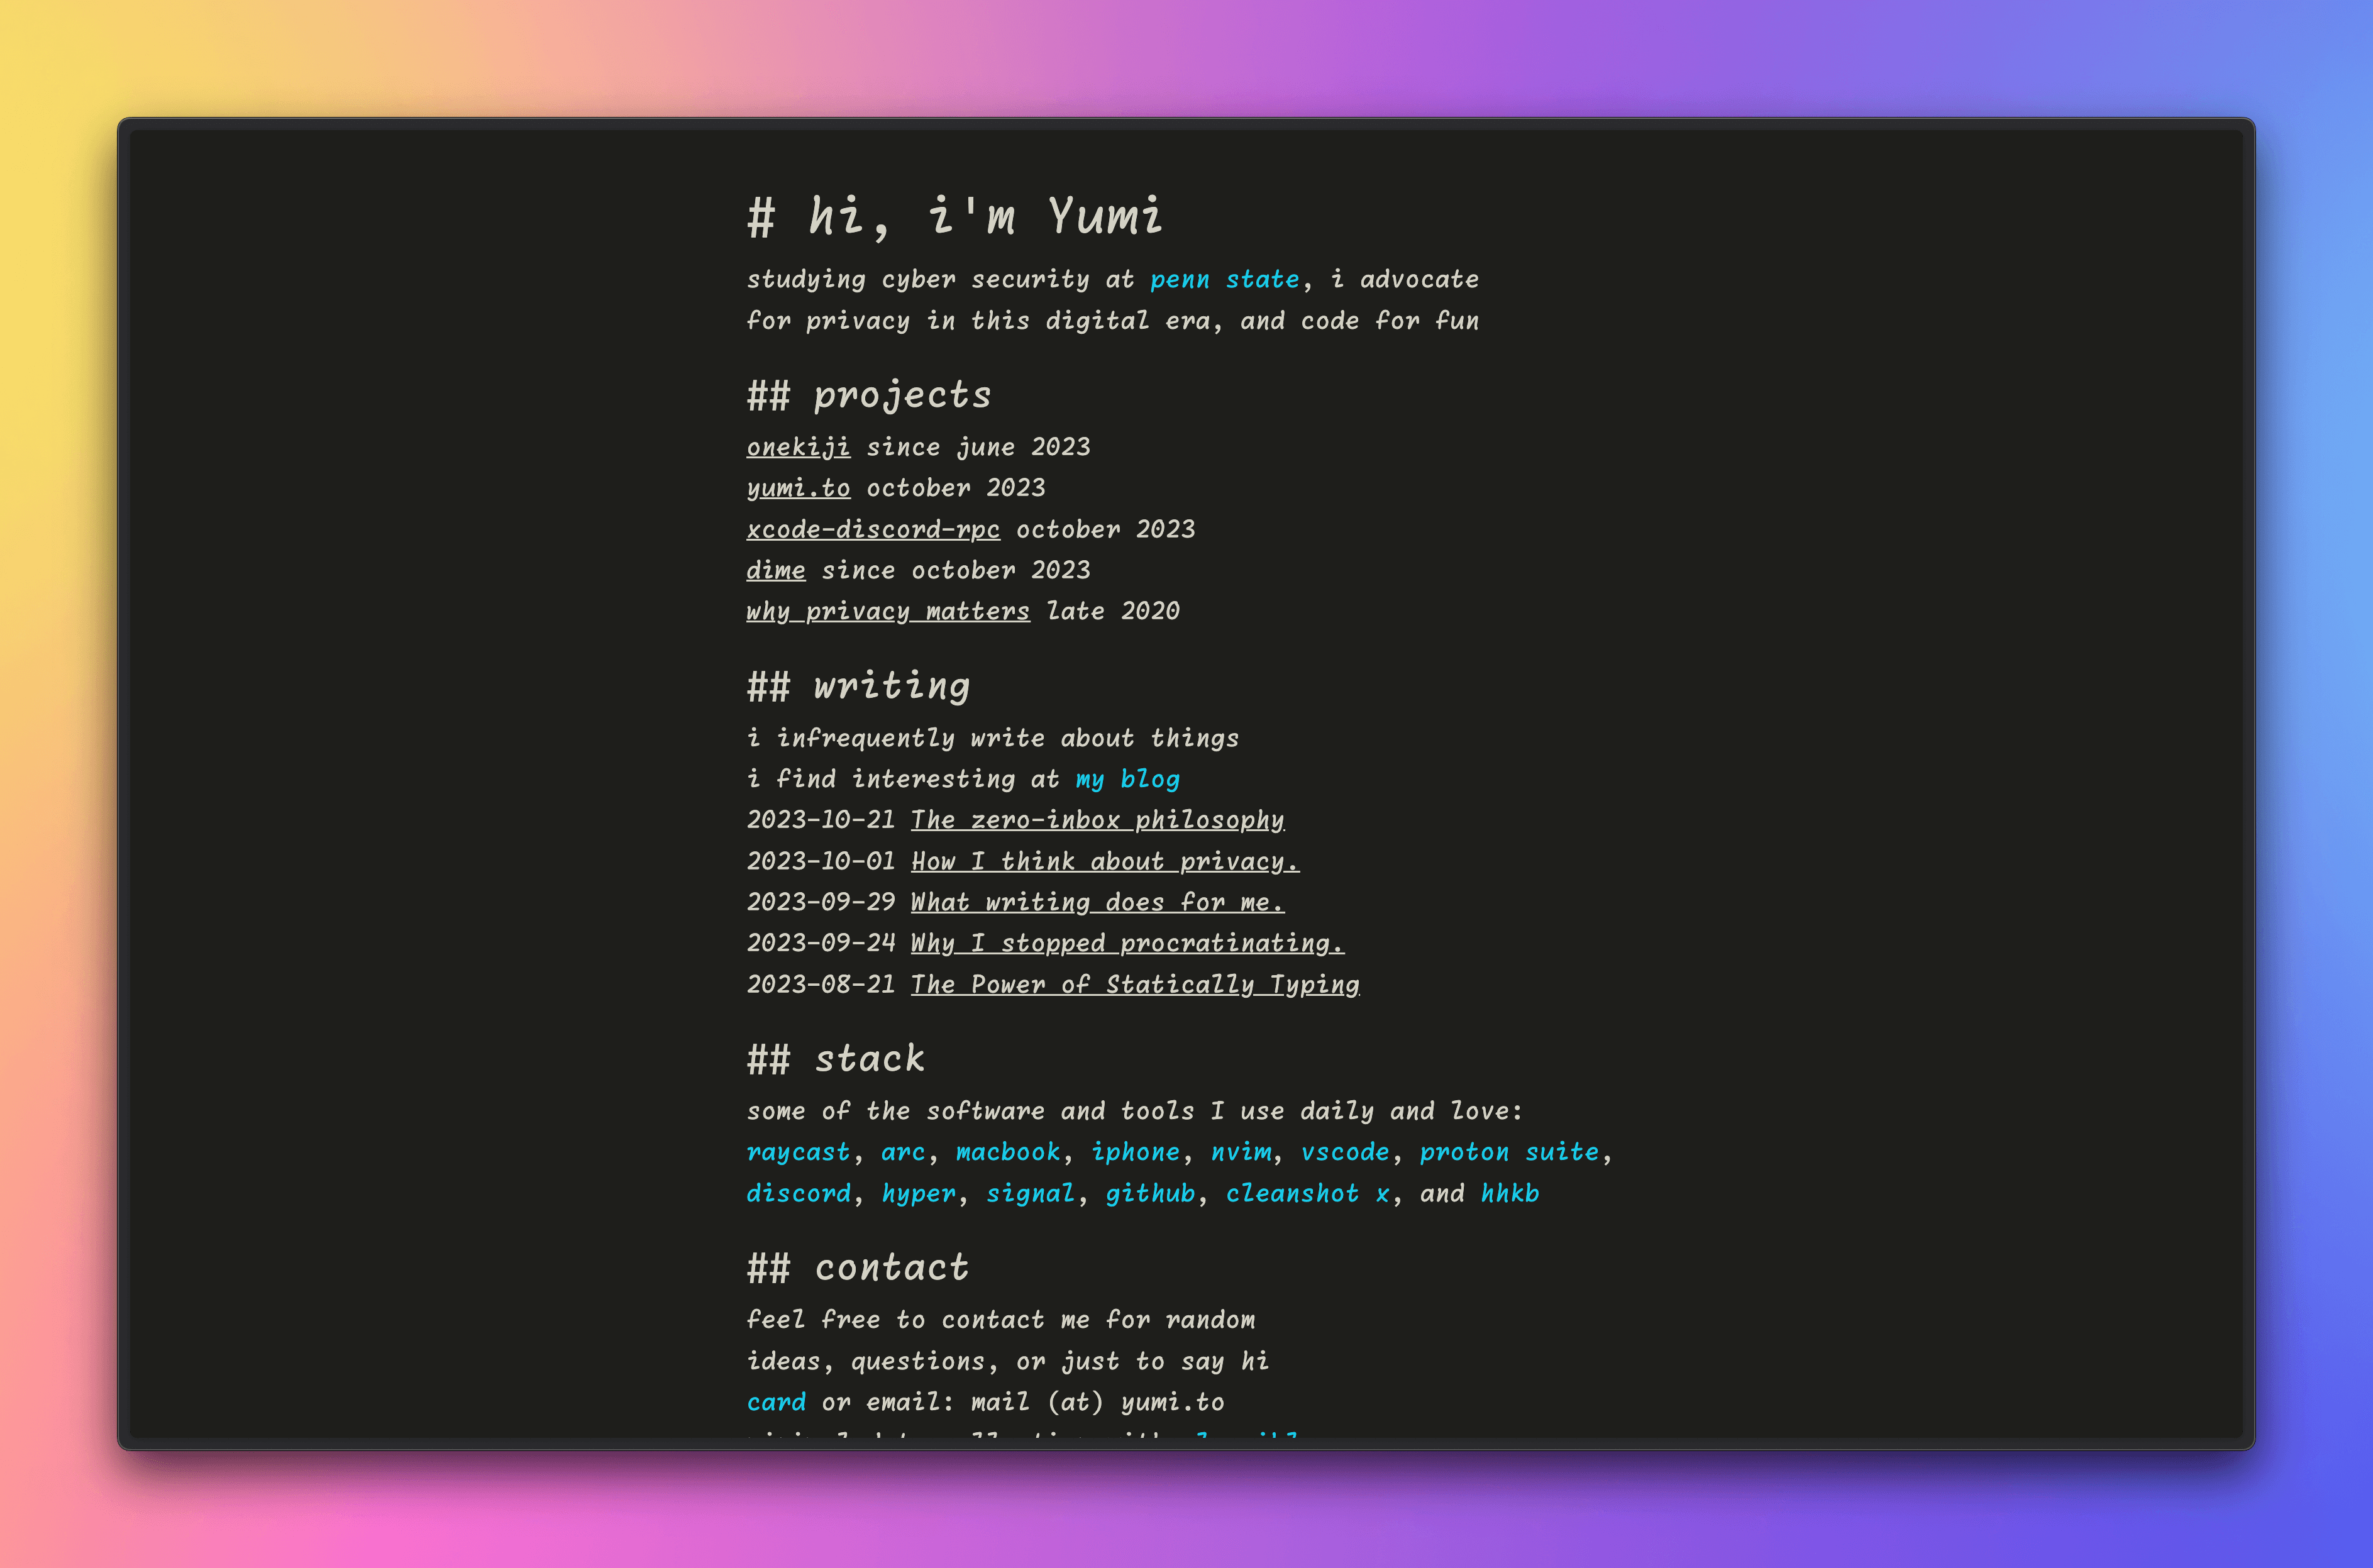 # hi, i'm Yumi
studying cyber security at penn state, i advocate
for privacy in this digital era, and code for fun
## projects
onekiji since june 2023
yumi.to october 2023
xcode-discord-rpc october 2023
dime since october 2023
why privacy matters late 2020
## writing
i infrequently write about things
i find interesting at my blog
2023-10-21 The zero-inbox philosophy
2023-10-01 How I think about privacy.
2023-09-29 What writing does for me.
2023-09-24 Why I stopped procratinating.
2023-08-21 The Power of Statically Typing
## stack
some of the software and tools I use daily and love:
raycast, arc, macbook, iphone, nvim, vscode, proton suite,
discord, hyper, signal, github, cleanshot x, and hhkb
## contact
feel free to contact me for random
ideas, questions, or just to say hi
card or email: mail (at) yumi.to